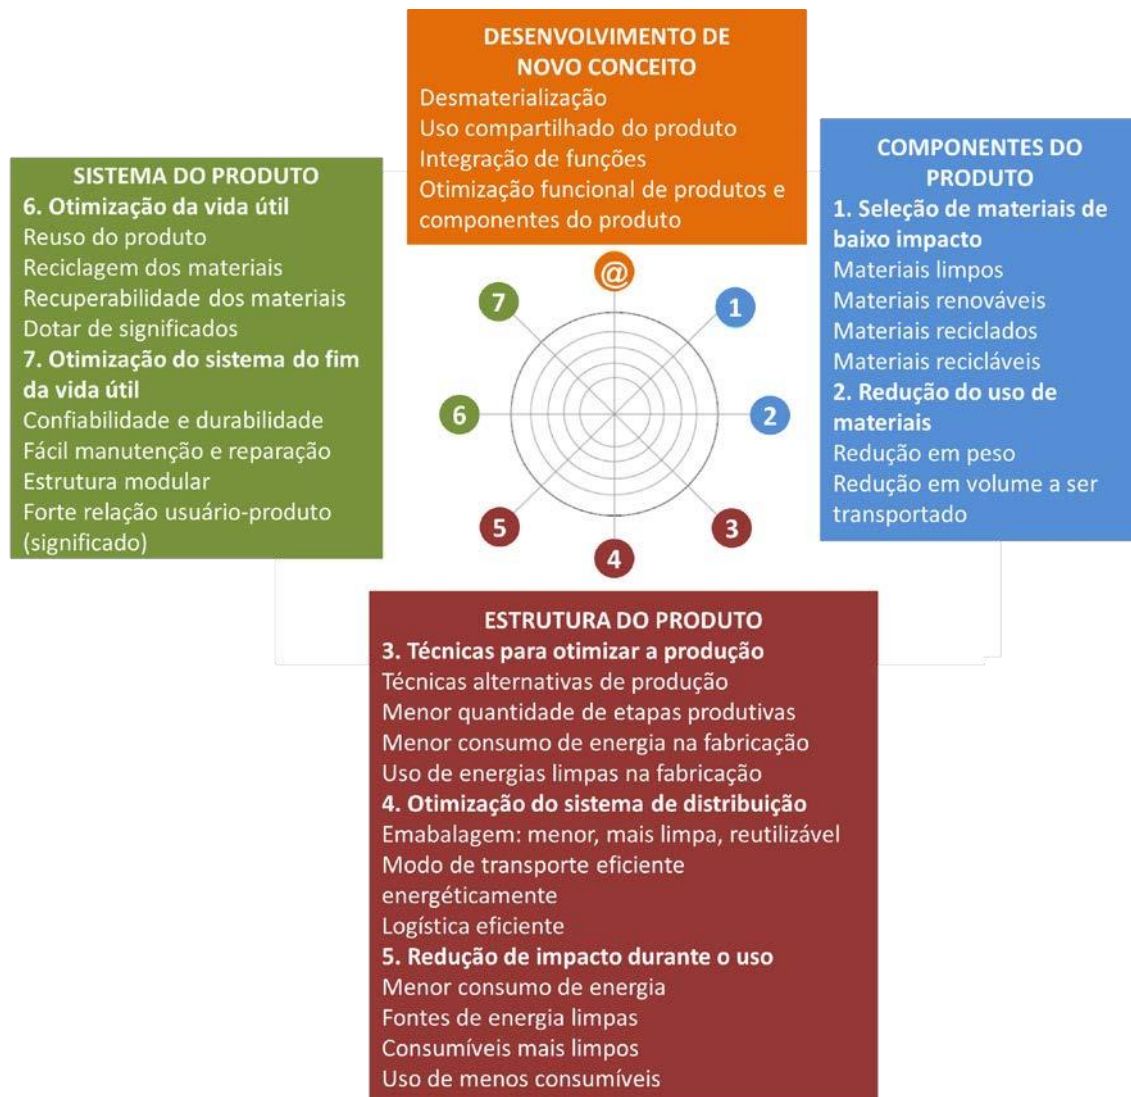 DESENVOLVIMENTO DE
NOVO CONCEITO
Desmaterialização
Uso compartilhado do produto
Integração de funções
Otimização funcional de produtos e
componentes do produto
SISTEMA DO PRODUTO
6. Otimização da vida útil
Reuso do produto
Reciclagem dos materiais
Recuperabilidade dos materiais
Dotar de significados
7. Otimização do sistema do fim
da vida útil
Confiabilidade e durabilidade
Fácil manutenção e reparação
Estrutura modular
Forte relação usuário-produto
(significado)
COMPONENTES DO
PRODUTO
1. Seleção de materiais de
baixo impacto
Materiais limpos
Materiais renováveis
Materiais reciclados
Materiais recicláveis
2. Redução do uso de
materiais
Redução em peso
Redução em volume a ser
transportado
@
1
2
3
4
5
6
7
ESTRUTURA DO PRODUTO
3. Técnicas para otimizar a produção
Técnicas alternativas de produção
Menor quantidade de etapas produtivas
Menor consumo de energia na fabricação
Uso de energias limpas na fabricação
4. Otimização do sistema de distribuição
Emabalagem: menor, mais limpa, reutilizável
Modo de transporte eficiente
energéticamente
Logística eficiente
5. Redução de impacto durante o uso
Menor consumo de energia
Fontes de energia limpas
Consumíveis mais limpos
Uso de menos consumíveis